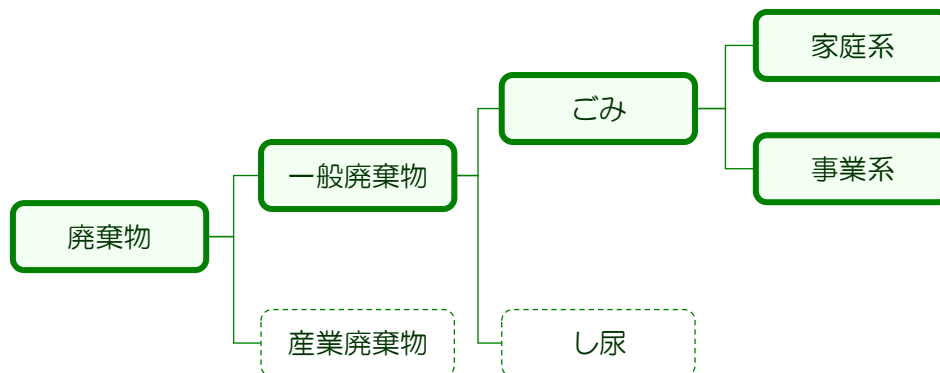 家庭系
ごみ
事業系
一般廃棄物
廃棄物
産業廃棄物
し尿